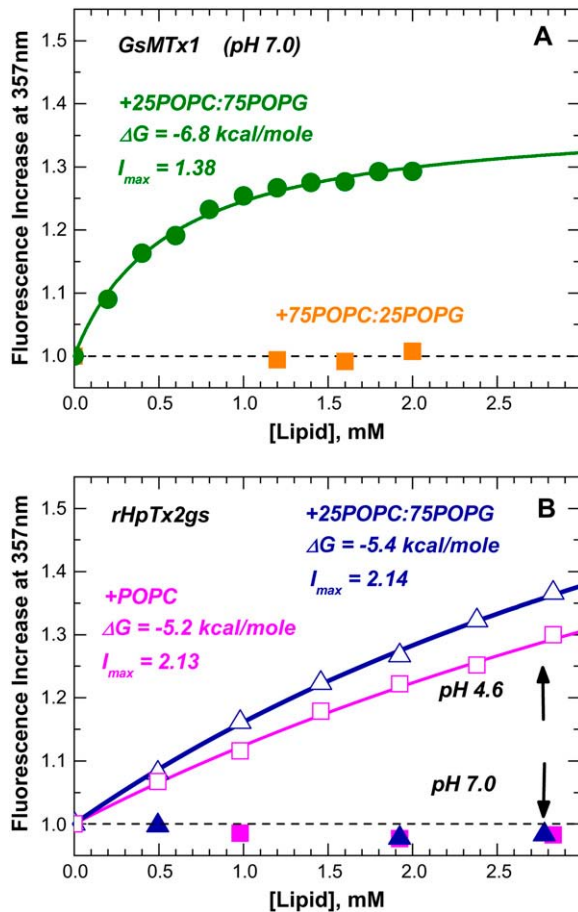 A
GsMTx1 (pH 7.0)
+25POPC:75POPG
ΔG = -6.8 kcal/mole
I_max = 1.38
+75POPC:25POPG
Fluorescence Increase at 357nm
1.5
1.4
1.3
1.2
1.1
1.0
0.0 0.5 1.0 1.5 2.0 2.5
[Lipid], mM
B
rHpTx2gs
+25POPC:75POPG
ΔG = -5.4 kcal/mole
I_max = 2.14
+POPC
ΔG = -5.2 kcal/mole
I_max = 2.13
pH 4.6
pH 7.0
Fluorescence Increase at 357nm
1.5
1.4
1.3
1.2
1.1
1.0
0.0 0.5 1.0 1.5 2.0 2.5
[Lipid], mM